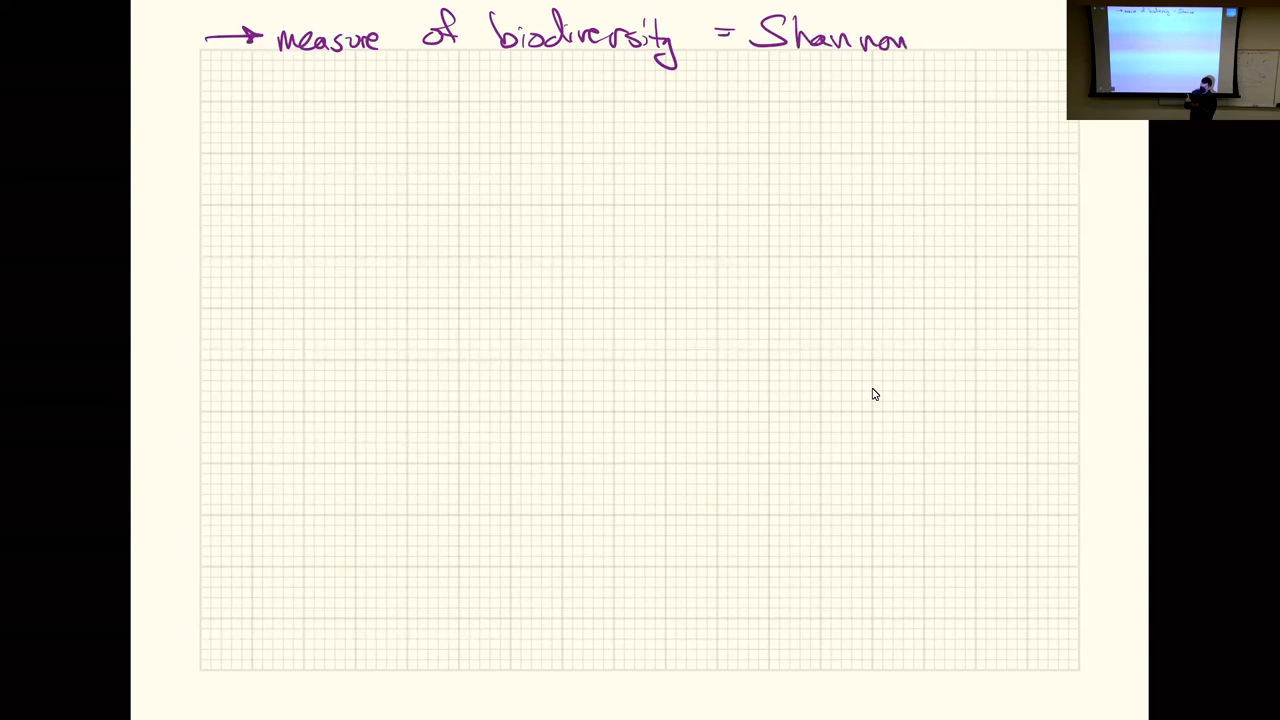 → measure of biodiversity = Shannon